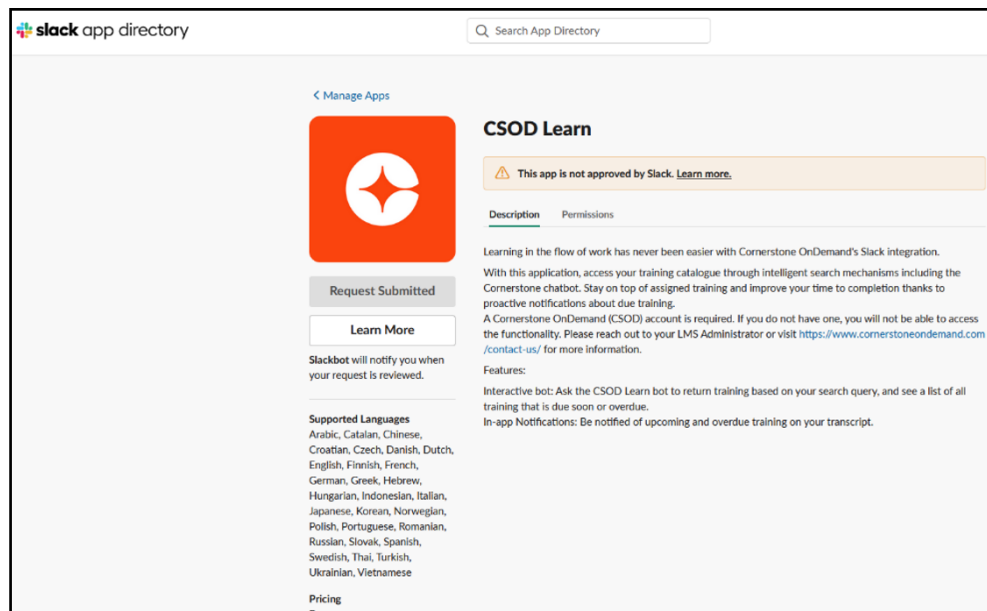 slack app directory
Search App Directory
Manage Apps
CSOD Learn
This app is not approved by Slack. Learn more.
Description Permissions
Learning in the flow of work has never been easier with Cornerstone OnDemand's Slack integration.
With this application, access your training catalogue through intelligent search mechanisms including the
Cornerstone chatbot. Stay on top of assigned training and improve your time to completion thanks to
proactive notifications about due training.
A Cornerstone OnDemand (CSOD) account is required. If you do not have one, you will not be able to access
the functionality. Please reach out to your LMS Administrator or visit https://www.cornerstoneondemand.com
/contact-us/ for more information.
Features:
Interactive bot: Ask the CSOD Learn bot to return training based on your search query, and see a list of all
training that is due soon or overdue.
In-app Notifications: Be notified of upcoming and overdue training on your transcript.
Request Submitted
Learn More
Slackbot will notify you when
your request is reviewed.
Supported Languages
Arabic, Catalan, Chinese,
Croatian, Czech, Danish, Dutch,
English, Finnish, French,
German, Greek, Hebrew,
Hungarian, Indonesian, Italian,
Japanese, Korean, Norwegian,
Polish, Portuguese, Romanian,
Russian, Slovak, Spanish,
Swedish, Thai, Turkish,
Ukrainian, Vietnamese
Pricing